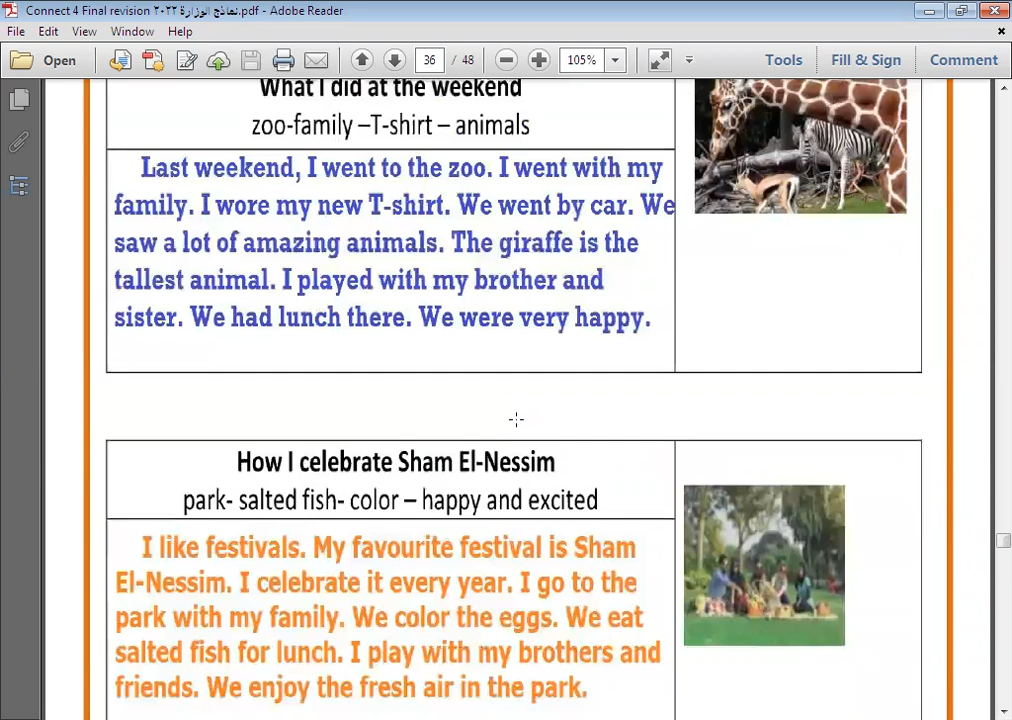 Connect 4 Final revision نماذج الوزارة ٢٠٢٢.pdf - Adobe Reader
File Edit View Window Help
Open 36 / 48 105% Tools Fill & Sign Comment
What I did at the weekend
zoo-family –T-shirt – animals
Last weekend, I went to the zoo. I went with my
family. I wore my new T-shirt. We went by car. We
saw a lot of amazing animals. The giraffe is the
tallest animal. I played with my brother and
sister. We had lunch there. We were very happy.
How I celebrate Sham El-Nessim
park- salted fish- color – happy and excited
I like festivals. My favourite festival is Sham
El-Nessim. I celebrate it every year. I go to the
park with my family. We color the eggs. We eat
salted fish for lunch. I play with my brothers and
friends. We enjoy the fresh air in the park.